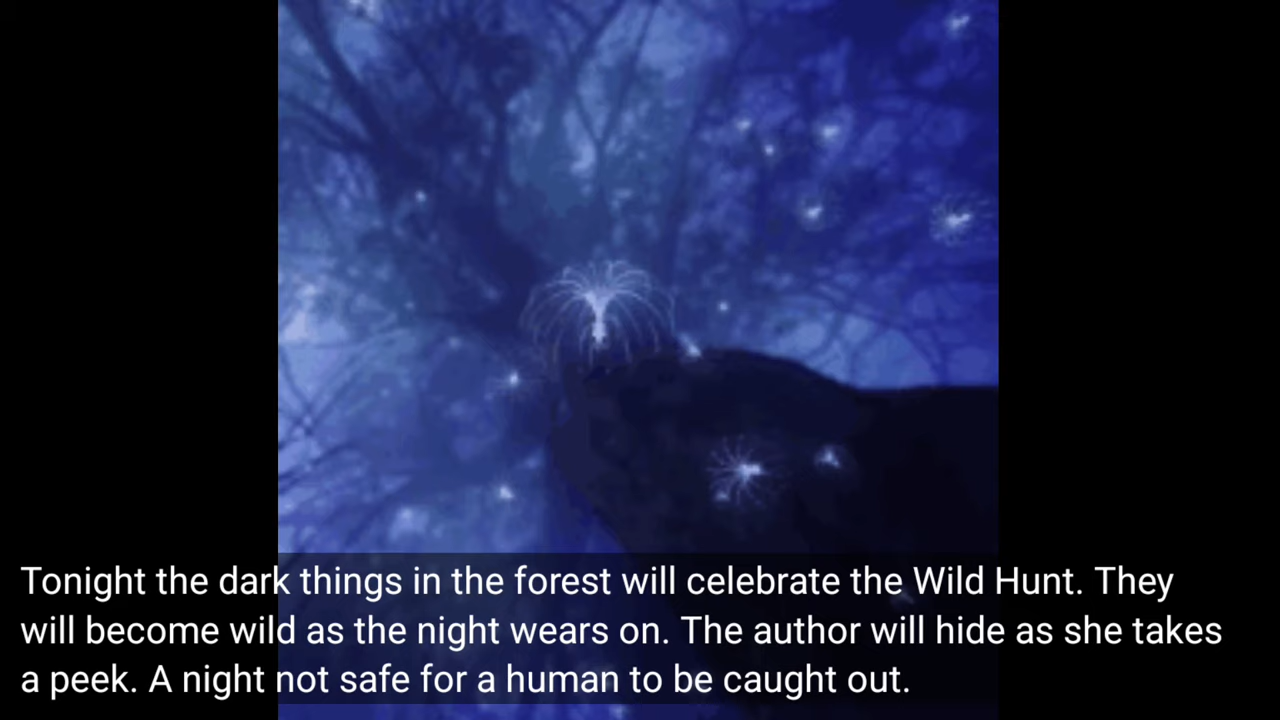 Tonight the dark things in the forest will celebrate the Wild Hunt. They
will become wild as the night wears on. The author will hide as she takes
a peek. A night not safe for a human to be caught out.